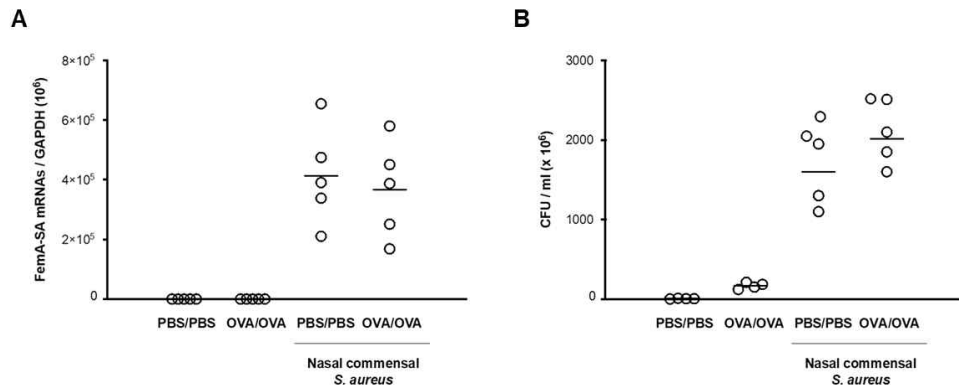 A
B
FemA-SA mRNAs / GAPDH (10⁶)
8×10⁵
6×10⁵
4×10⁵
2×10⁵
0
PBS/PBS OVA/OVA PBS/PBS OVA/OVA
Nasal commensal
S. aureus
CFU / ml (x 10⁶)
3000
2000
1000
0
PBS/PBS OVA/OVA PBS/PBS OVA/OVA
Nasal commensal
S. aureus